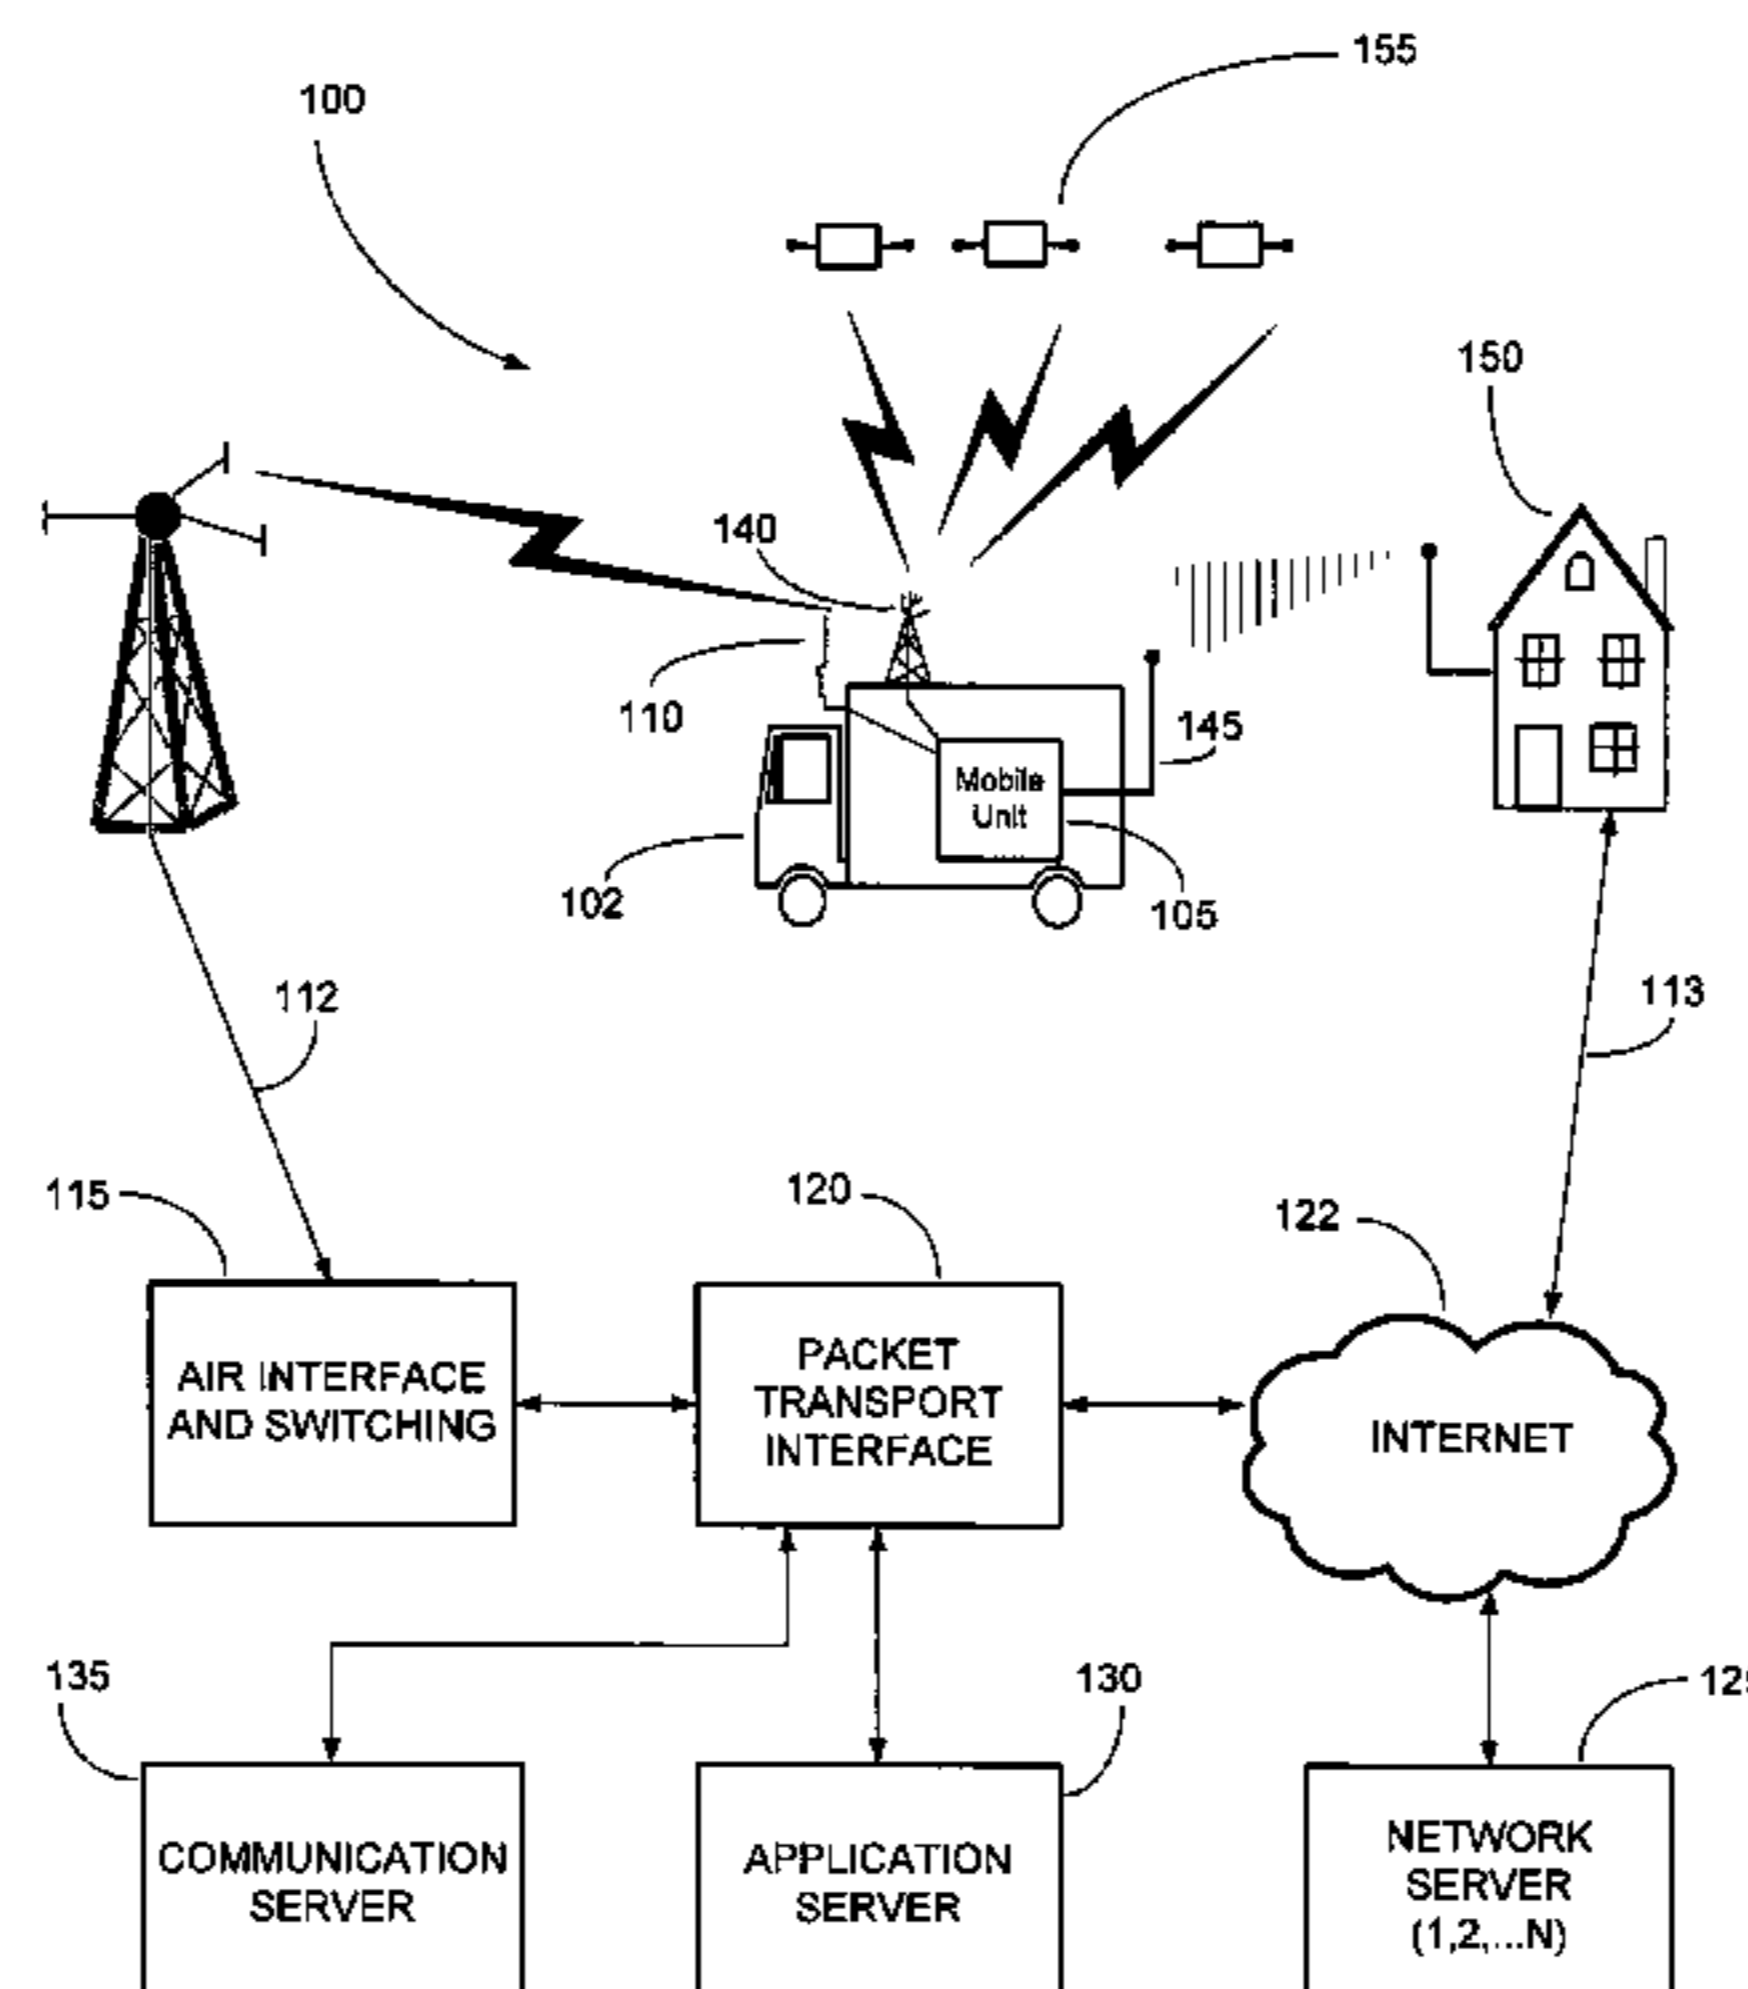 155
100
150
140
110
145
Mobile
Unit
102
105
112
113
115
120
122
AIR INTERFACE
AND SWITCHING
PACKET
TRANSPORT
INTERFACE
INTERNET
135
130
COMMUNICATION
SERVER
APPLICATION
SERVER
NETWORK
SERVER
(1,2,...N)